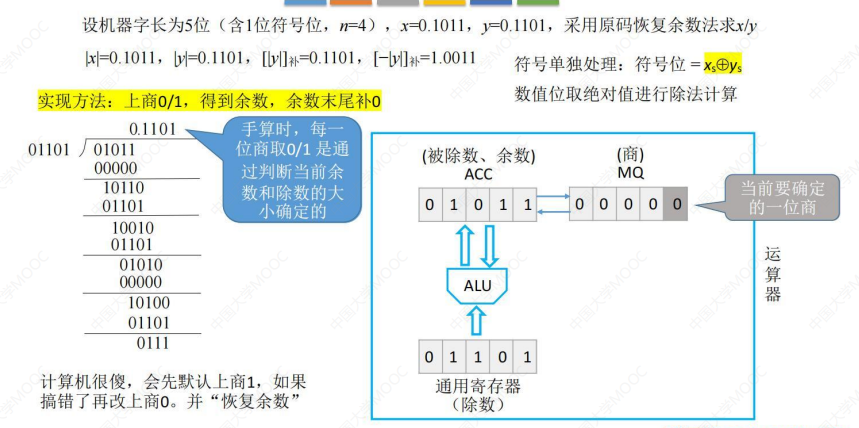 设机器字长为5位（含1位符号位，n=4），x=0.1011，y=0.1101，采用原码恢复余数法求x/y
|x|=0.1011，|y|=0.1101，[|y|]补=0.1101，[−|y|]补=1.0011
符号单独处理：符号位 = xs⊕ys
数值位取绝对值进行除法计算
实现方法：上商0/1，得到余数，余数末尾补0
0.1101
01101 01011
00000
10110
01101
10010
01101
01010
00000
10100
01101
0111
手算时，每一
位商取0/1 是通
过判断当前余
数和除数的大
小确定的
计算机很傻，会先默认上商1，如果
搞错了再改上商0。并“恢复余数”
(被除数、余数)
ACC
0 1 0 1 1
(商)
MQ
0 0 0 0 0
当前要确定
的一位商
ALU
0 1 1 0 1
通用寄存器
（除数）
运算器
中国大学MOOC